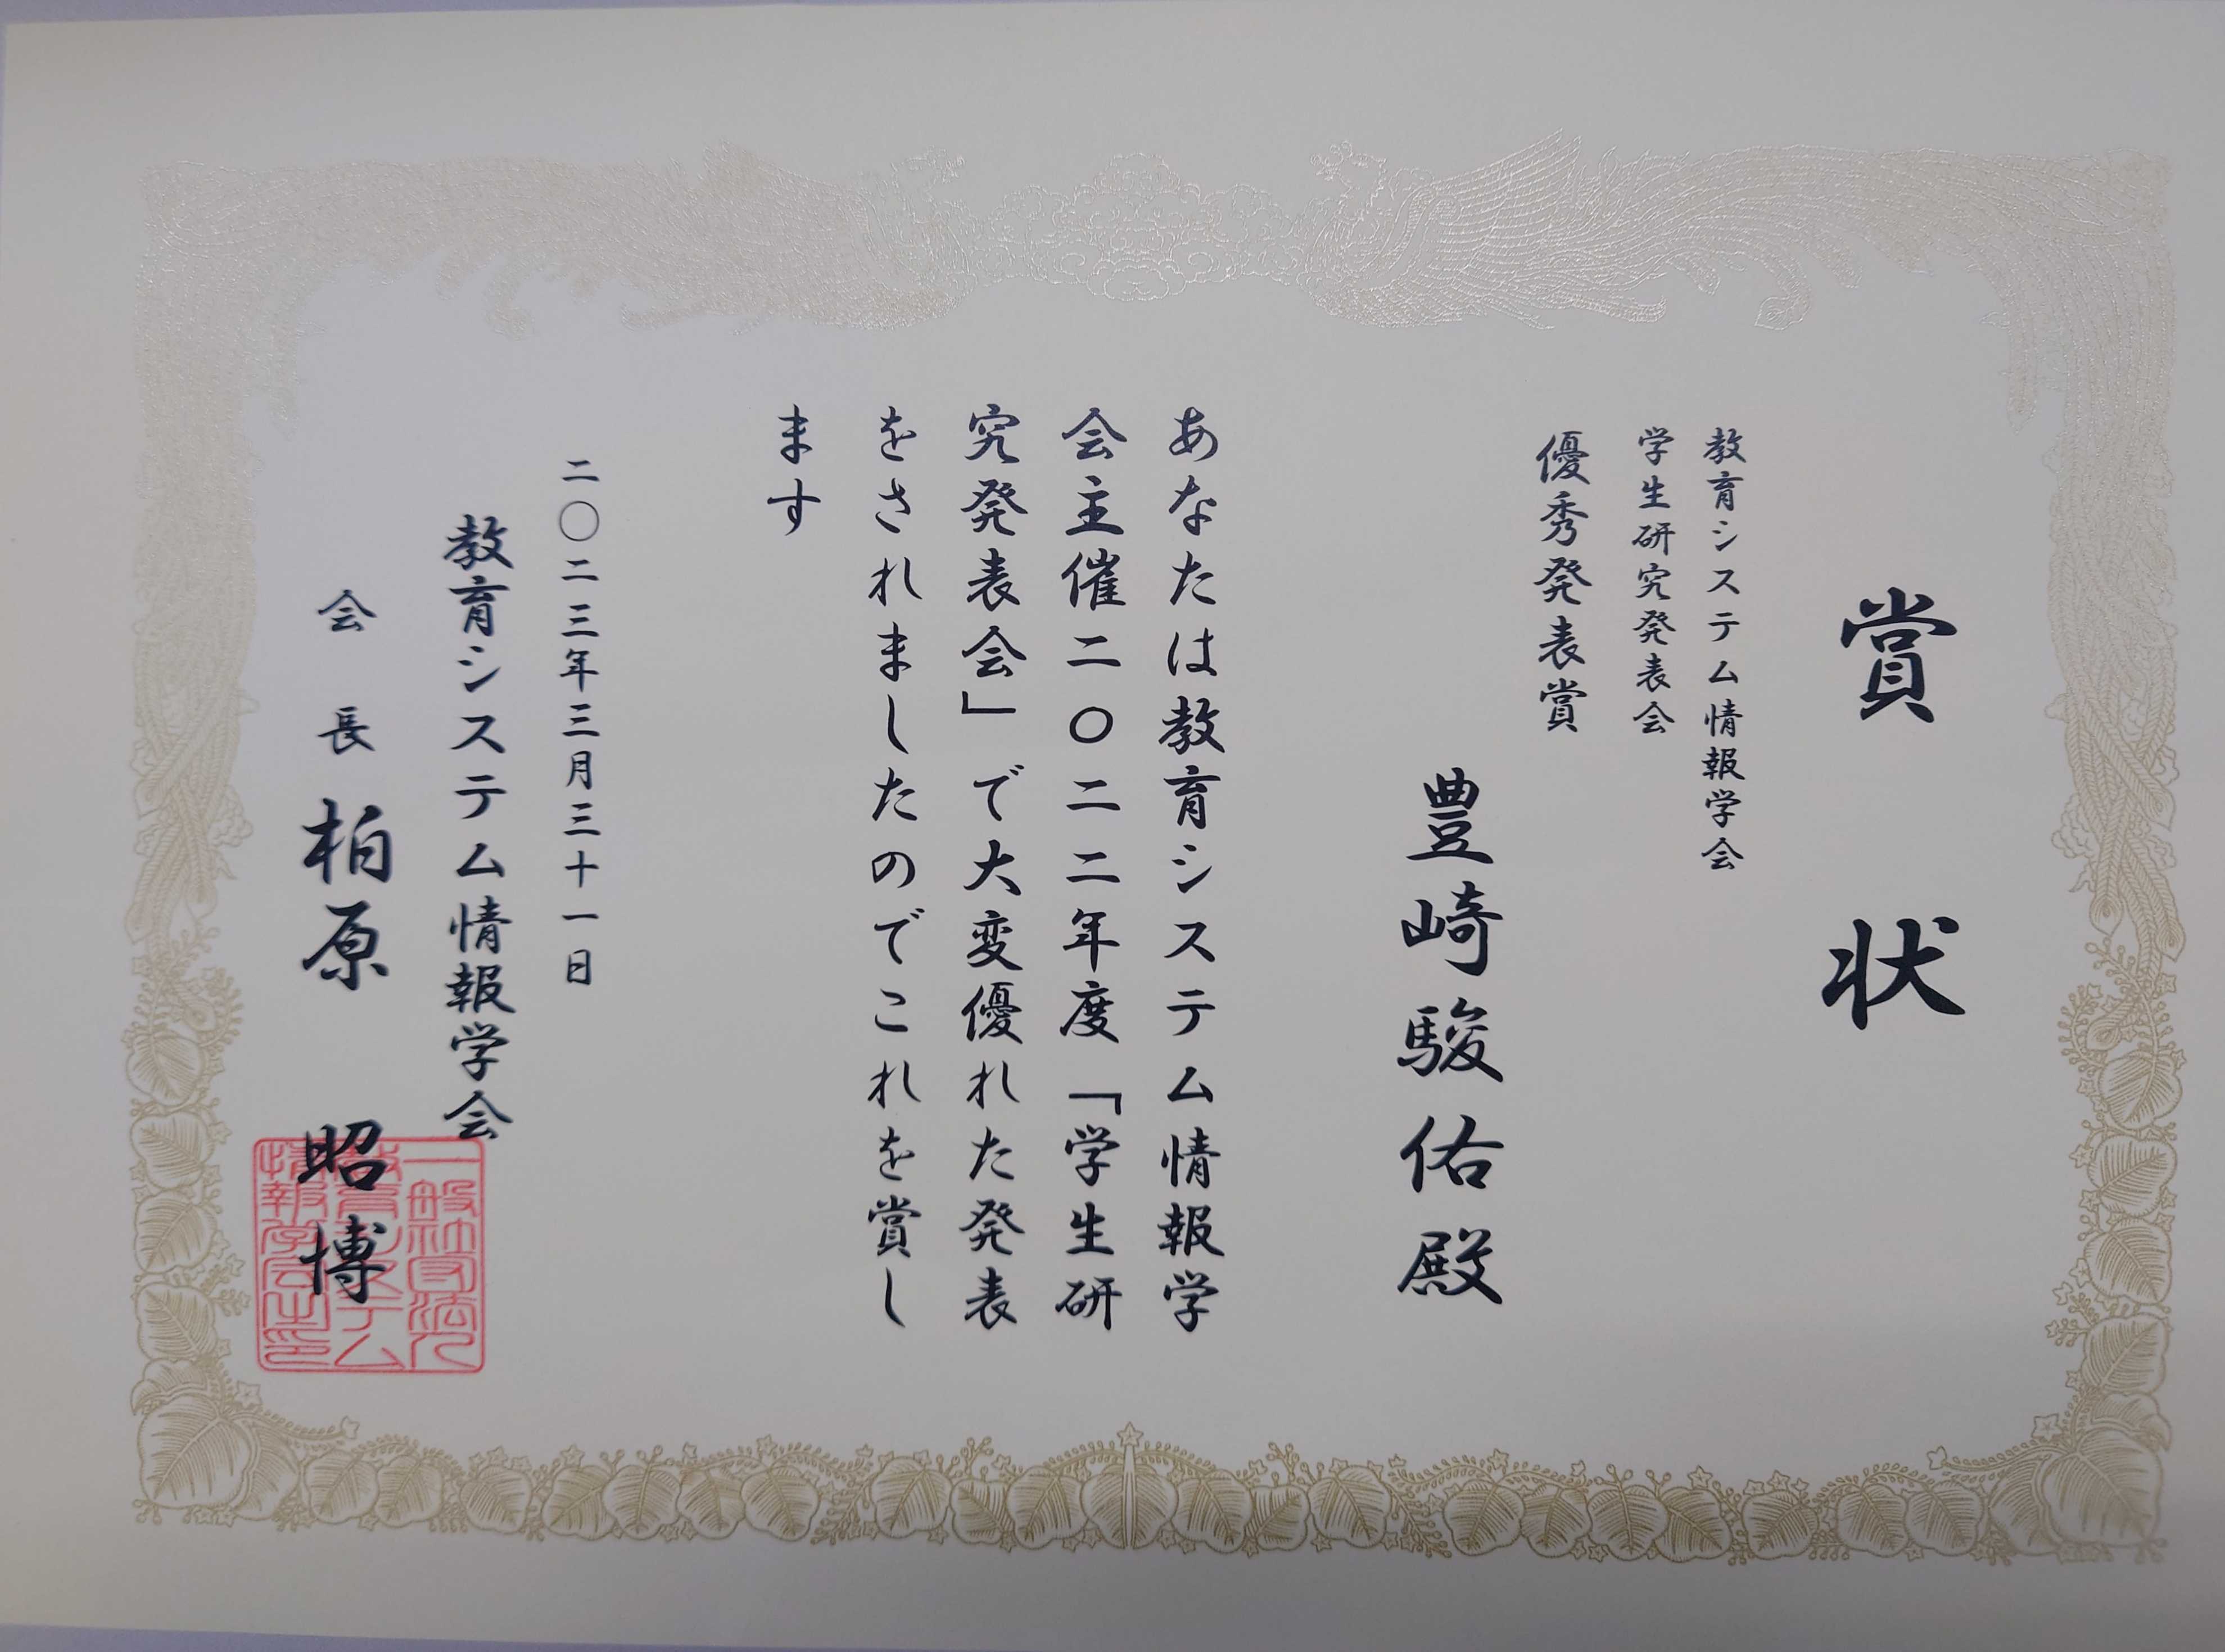 賞状
教育システム情報学会
学生研究発表会
優秀発表賞
豊崎駿佑殿
あなたは教育システム情報学
会主催二〇二二年度「学生研
究発表会」で大変優れた発表
をされましたのでこれを賞し
ます
二〇二三年三月三十一日
教育システム情報学会
会長 柏原 昭博
一般社団法人
教育システム
情報学会之印